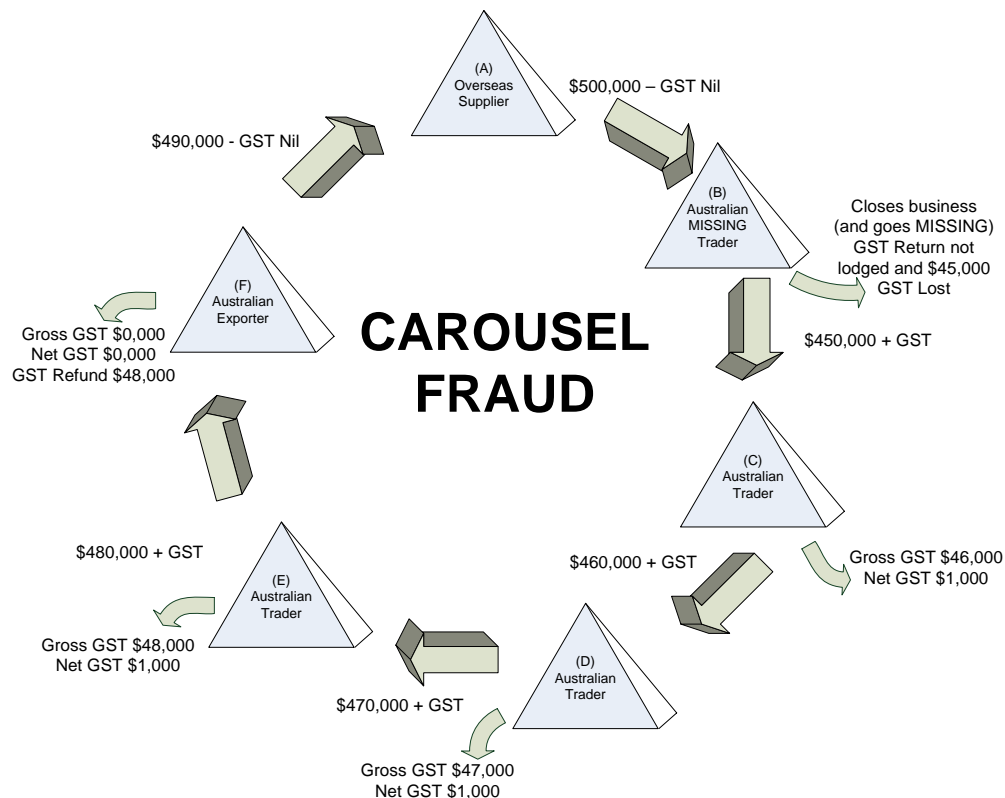 (A)
Overseas
Supplier
$500,000 – GST Nil
$490,000 - GST Nil
(B)
Australian
MISSING
Trader
Closes business
(and goes MISSING)
GST Return not
lodged and $45,000
GST Lost
(F)
Australian
Exporter
Gross GST $0,000
Net GST $0,000
GST Refund $48,000
CAROUSEL
FRAUD
$450,000 + GST
(C)
Australian
Trader
Gross GST $46,000
Net GST $1,000
$460,000 + GST
$480,000 + GST
(E)
Australian
Trader
Gross GST $48,000
Net GST $1,000
(D)
Australian
Trader
$470,000 + GST
Gross GST $47,000
Net GST $1,000